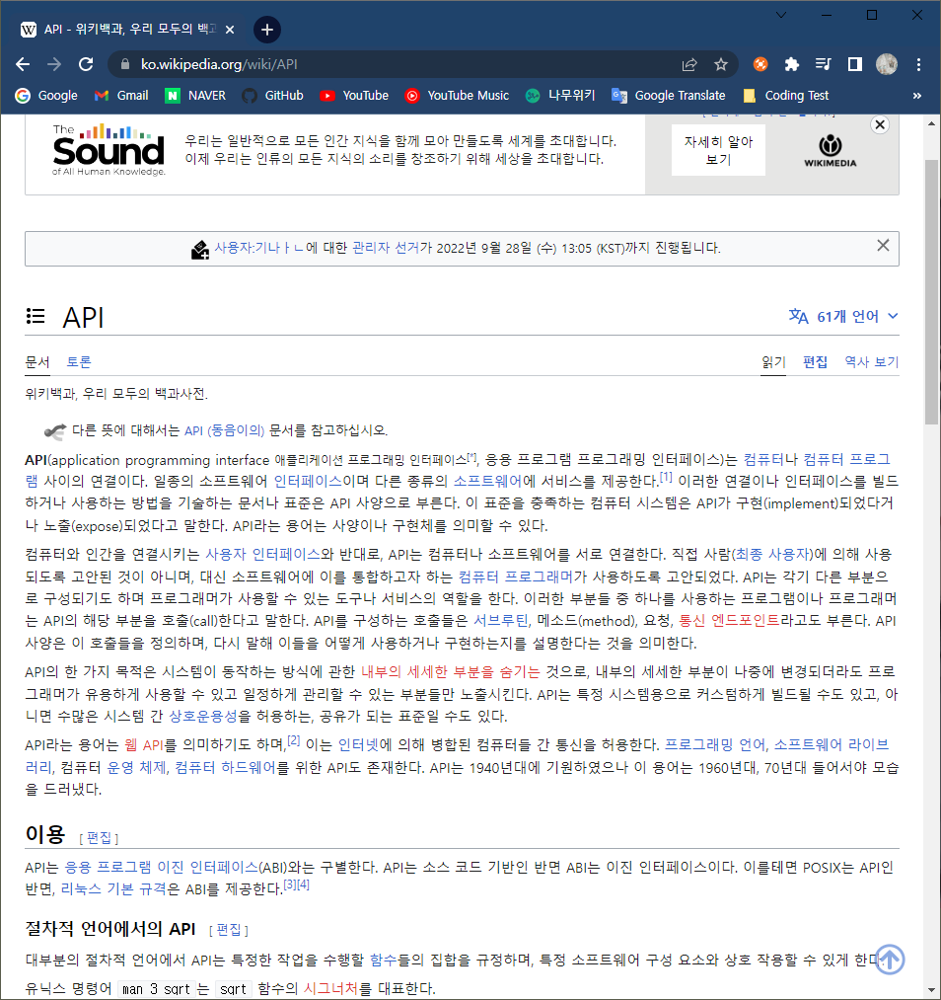 API - 위키백과, 우리 모두의 백과
ko.wikipedia.org/wiki/API
Google Gmail NAVER GitHub YouTube YouTube Music 나무위키 Google Translate Coding Test »
The Sound of All Human Knowledge.
우리는 일반적으로 모든 인간 지식을 함께 모아 만들도록 세계를 초대합니다.
이제 우리는 인류의 모든 지식의 소리를 창조하기 위해 세상을 초대합니다.
자세히 알아
보기
WIKIMEDIA
사용자:기나ㅏㄴ에 대한 관리자 선거가 2022년 9월 28일 (수) 13:05 (KST)까지 진행됩니다.
API
61개 언어
문서 토론 읽기 편집 역사 보기
위키백과, 우리 모두의 백과사전.
다른 뜻에 대해서는 API (동음이의) 문서를 참고하십시오.
API(application programming interface 애플리케이션 프로그래밍 인터페이스[*], 응용 프로그램 프로그래밍 인터페이스)는 컴퓨터나 컴퓨터 프로그
램 사이의 연결이다. 일종의 소프트웨어 인터페이스이며 다른 종류의 소프트웨어에 서비스를 제공한다.[1] 이러한 연결이나 인터페이스를 빌드
하거나 사용하는 방법을 기술하는 문서나 표준은 API 사양으로 부른다. 이 표준을 충족하는 컴퓨터 시스템은 API가 구현(implement)되었다거
나 노출(expose)되었다고 말한다. API라는 용어는 사양이나 구현체를 의미할 수 있다.
컴퓨터와 인간을 연결시키는 사용자 인터페이스와 반대로, API는 컴퓨터나 소프트웨어를 서로 연결한다. 직접 사람(최종 사용자)에 의해 사용
되도록 고안된 것이 아니며, 대신 소프트웨어에 이를 통합하고자 하는 컴퓨터 프로그래머가 사용하도록 고안되었다. API는 각기 다른 부분으
로 구성되기도 하며 프로그래머가 사용할 수 있는 도구나 서비스의 역할을 한다. 이러한 부분들 중 하나를 사용하는 프로그램이나 프로그래머
는 API의 해당 부분을 호출(call)한다고 말한다. API를 구성하는 호출들은 서브루틴, 메소드(method), 요청, 통신 엔드포인트라고도 부른다. API
사양은 이 호출들을 정의하며, 다시 말해 이들을 어떻게 사용하거나 구현하는지를 설명한다는 것을 의미한다.
API의 한 가지 목적은 시스템이 동작하는 방식에 관한 내부의 세세한 부분을 숨기는 것으로, 내부의 세세한 부분이 나중에 변경되더라도 프로
그래머가 유용하게 사용할 수 있고 일정하게 관리할 수 있는 부분들만 노출시킨다. API는 특정 시스템용으로 커스텀하게 빌드될 수도 있고, 아
니면 수많은 시스템 간 상호운용성을 허용하는, 공유가 되는 표준일 수도 있다.
API라는 용어는 웹 API를 의미하기도 하며,[2] 이는 인터넷에 의해 병합된 컴퓨터들 간 통신을 허용한다. 프로그래밍 언어, 소프트웨어 라이브
러리, 컴퓨터 운영 체제, 컴퓨터 하드웨어를 위한 API도 존재한다. API는 1940년대에 기원하였으나 이 용어는 1960년대, 70년대 들어서야 모습
을 드러냈다.
이용 [ 편집 ]
API는 응용 프로그램 이진 인터페이스(ABI)와는 구별한다. API는 소스 코드 기반인 반면 ABI는 이진 인터페이스이다. 이를테면 POSIX는 API인
반면, 리눅스 기본 규격은 ABI를 제공한다.[3][4]
절차적 언어에서의 API [ 편집 ]
대부분의 절차적 언어에서 API는 특정한 작업을 수행할 함수들의 집합을 규정하며, 특정 소프트웨어 구성 요소와 상호 작용할 수 있게 한다.
유닉스 명령어 man 3 sqrt 는 sqrt 함수의 시그너처를 대표한다.